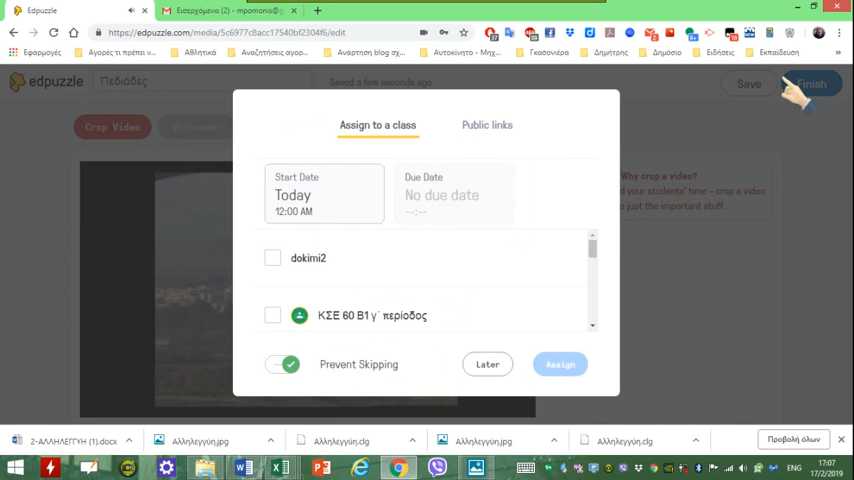 Edpuzzle
Εισερχόμενα (2) - mpomonis@g
https://edpuzzle.com/media/5c6977c8acc17540bf2304f6/edit
Εφαρμογές
Αγορές τι πρέπει ν...
Αθλητικά
Αναζητήσεις αγορ...
Ανάρτηση blog σχ...
Αυτοκίνητο - Μηχ...
Γκασονιέρα
Δημήτρης
Δημόσιο
Ειδήσεις
Εκπαίδευση
edpuzzle
Πεδιάδες
Saved a few seconds ago
Save
Finish
Crop Video
Voiceover
Assign to a class
Public links
Start Date
Today
12:00 AM
Due Date
No due date
--:--
Why crop a video?
d your students' time - crop a video
o just the important stuff.
dokimi2
ΚΣΕ 60 Β1 γ΄ περίοδος
Prevent Skipping
Later
Assign
2-ΑΛΛΗΛΕΓΓΥΗ (1).docx
Αλληλεγγύη.jpg
Αλληλεγγύη.clg
Αλληλεγγύη.jpg
Αλληλεγγύη.clg
Προβολή όλων
ENG
17:07
17/2/2019